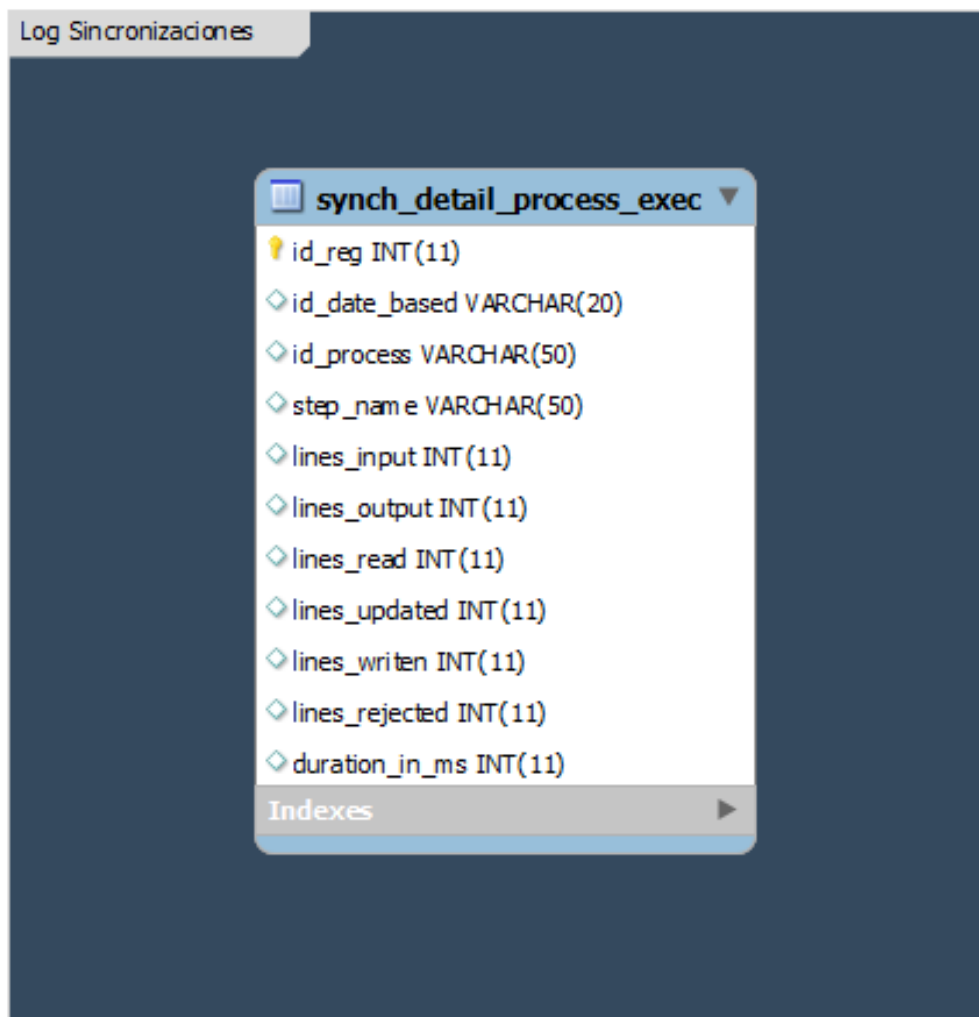 Log Sincronizaciones
synch_detail_process_exec
id_reg INT(11)
id_date_based VARCHAR(20)
id_process VARCHAR(50)
step_name VARCHAR(50)
lines_input INT(11)
lines_output INT(11)
lines_read INT(11)
lines_updated INT(11)
lines_writen INT(11)
lines_rejected INT(11)
duration_in_ms INT(11)
Indexes